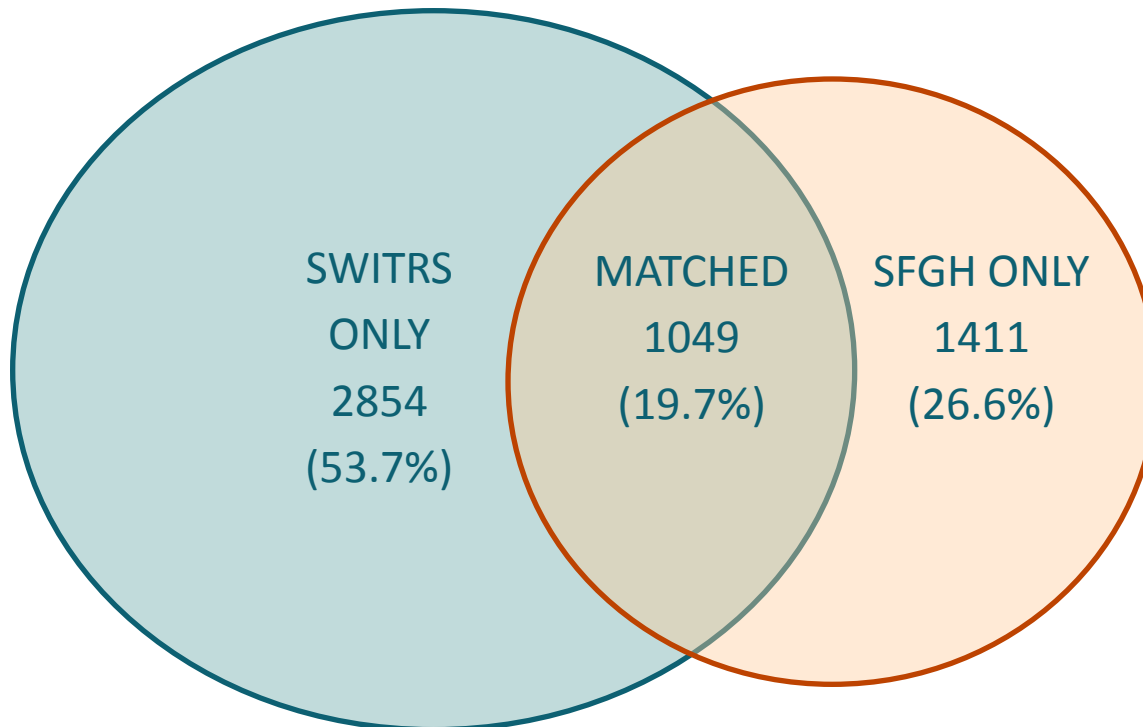 SWITRS
ONLY
2854
(53.7%)
MATCHED
1049
(19.7%)
SFGH ONLY
1411
(26.6%)